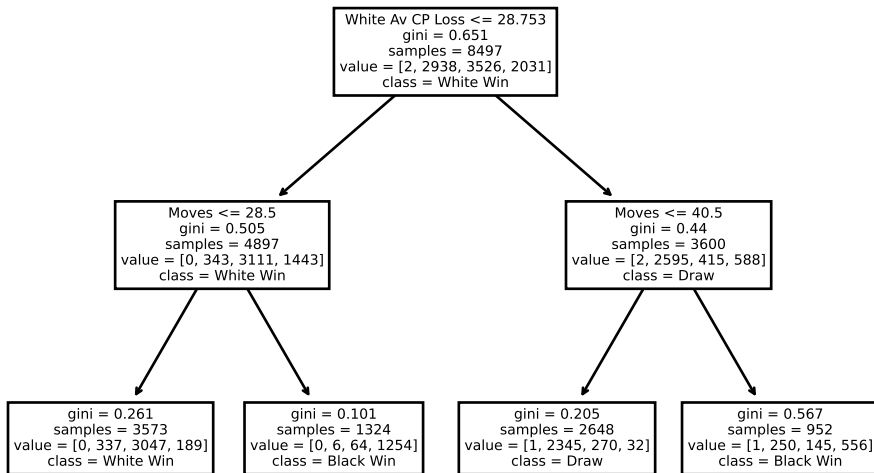 White Av CP Loss <= 28.753
gini = 0.651
samples = 8497
value = [2, 2938, 3526, 2031]
class = White Win
Moves <= 28.5
gini = 0.505
samples = 4897
value = [0, 343, 3111, 1443]
class = White Win
Moves <= 40.5
gini = 0.44
samples = 3600
value = [2, 2595, 415, 588]
class = Draw
gini = 0.261
samples = 3573
value = [0, 337, 3047, 189]
class = White Win
gini = 0.101
samples = 1324
value = [0, 6, 64, 1254]
class = Black Win
gini = 0.205
samples = 2648
value = [1, 2345, 270, 32]
class = Draw
gini = 0.567
samples = 952
value = [1, 250, 145, 556]
class = Black Win